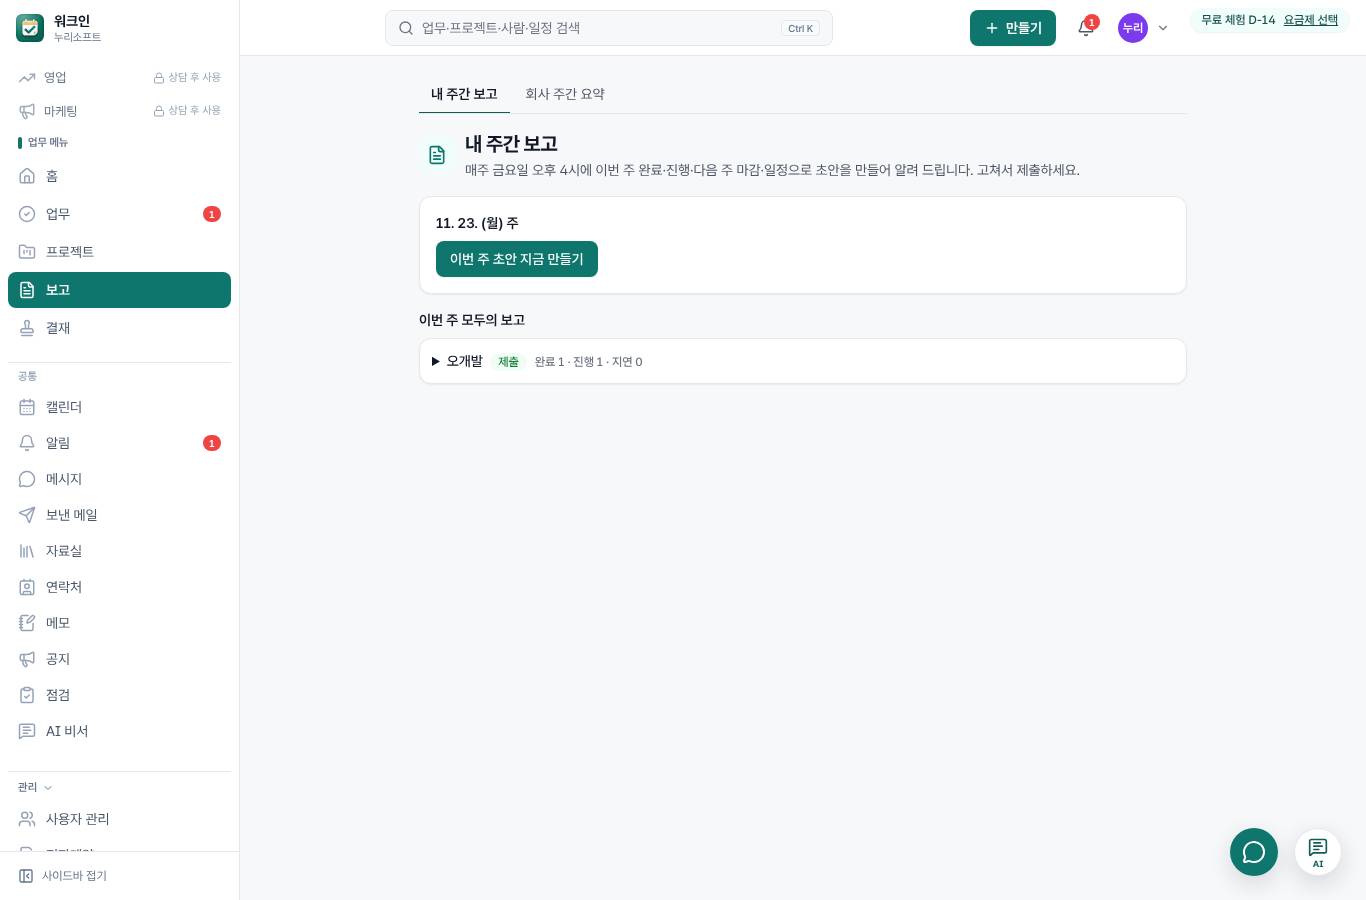 워크인
누리소프트
업무·프로젝트·사람·일정 검색
Ctrl K
만들기
1
누리
무료 체험 D-14 요금제 선택
영업
상담 후 사용
마케팅
상담 후 사용
업무 메뉴
홈
업무
1
프로젝트
보고
결재
공통
캘린더
알림
1
메시지
보낸 메일
자료실
연락처
메모
공지
점검
AI 비서
관리
사용자 관리
사이드바 접기
내 주간 보고
회사 주간 요약
내 주간 보고
매주 금요일 오후 4시에 이번 주 완료·진행·다음 주 마감·일정으로 초안을 만들어 알려 드립니다. 고쳐서 제출하세요.
11. 23. (월) 주
이번 주 초안 지금 만들기
이번 주 모두의 보고
오개발 제출 완료 1 · 진행 1 · 지연 0
AI